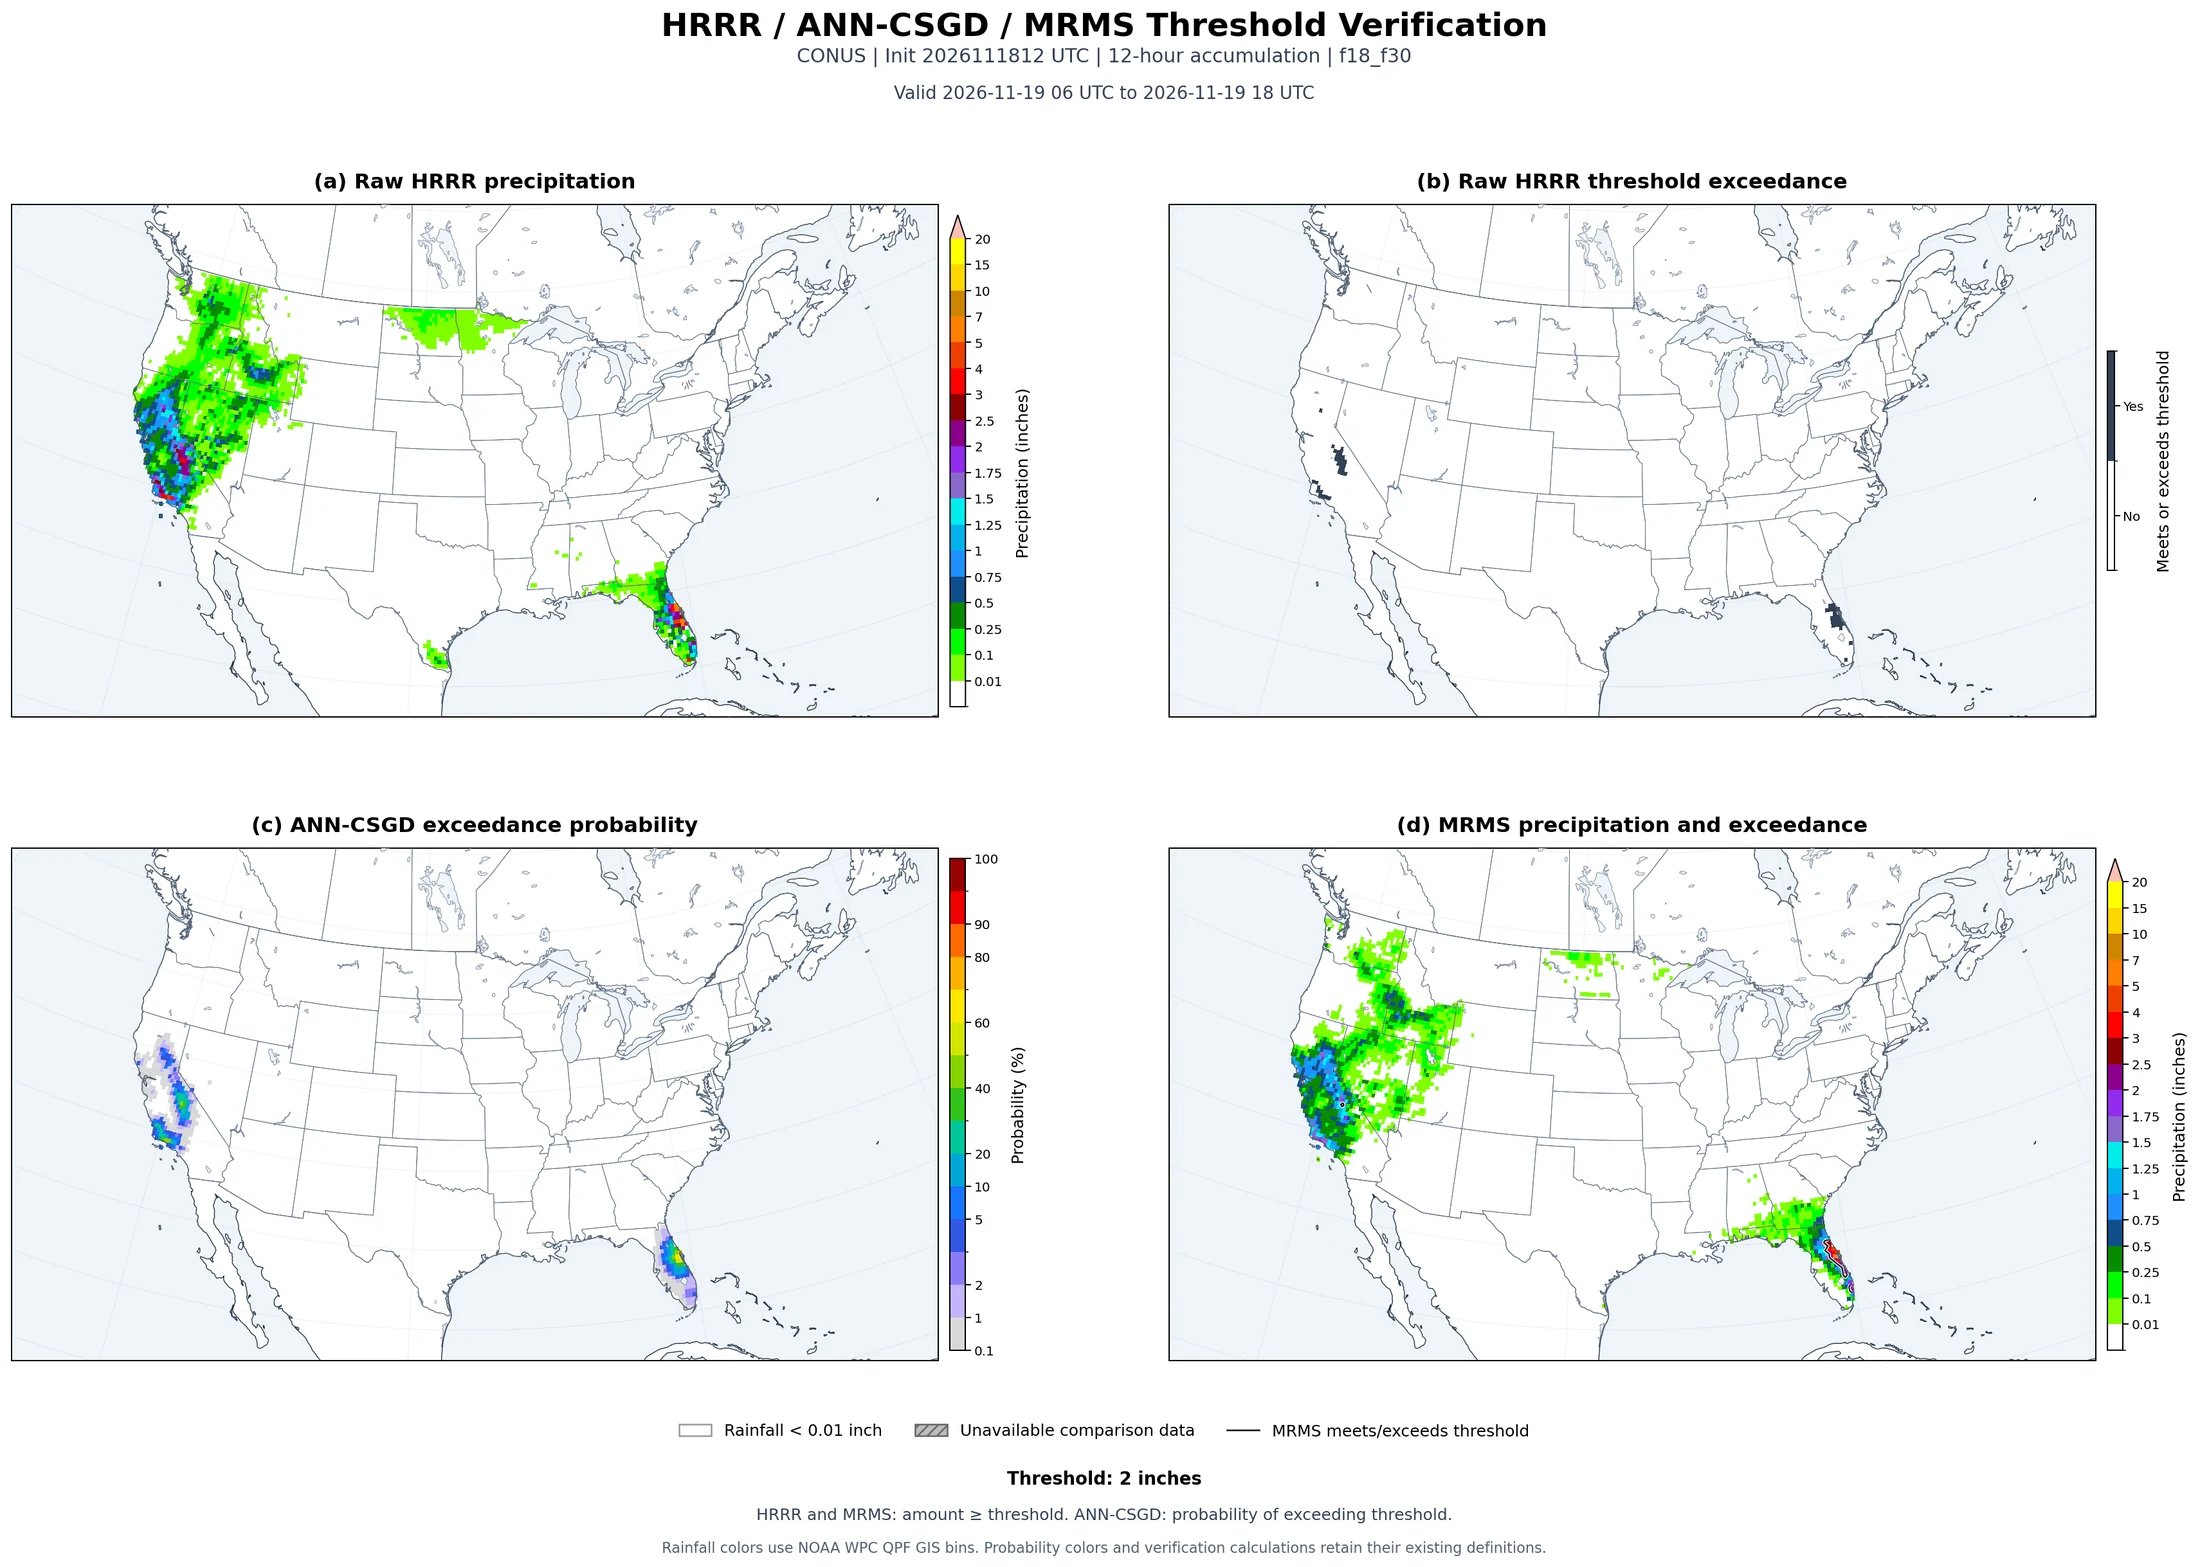 HRRR / ANN-CSGD / MRMS Threshold Verification
CONUS | Init 2026111812 UTC | 12-hour accumulation | f18_f30
Valid 2026-11-19 06 UTC to 2026-11-19 18 UTC
(a) Raw HRRR precipitation
20
15
10
7
5
4
3
2.5
2
1.75
1.5
1.25
1
0.75
0.5
0.25
0.1
0.01
Precipitation (inches)
(b) Raw HRRR threshold exceedance
Yes
No
Meets or exceeds threshold
(c) ANN-CSGD exceedance probability
100
90
80
60
40
20
10
5
2
1
0.1
Probability (%)
(d) MRMS precipitation and exceedance
20
15
10
7
5
4
3
2.5
2
1.75
1.5
1.25
1
0.75
0.5
0.25
0.1
0.01
Precipitation (inches)
Rainfall < 0.01 inch
Unavailable comparison data
MRMS meets/exceeds threshold
Threshold: 2 inches
HRRR and MRMS: amount ≥ threshold. ANN-CSGD: probability of exceeding threshold.
Rainfall colors use NOAA WPC QPF GIS bins. Probability colors and verification calculations retain their existing definitions.